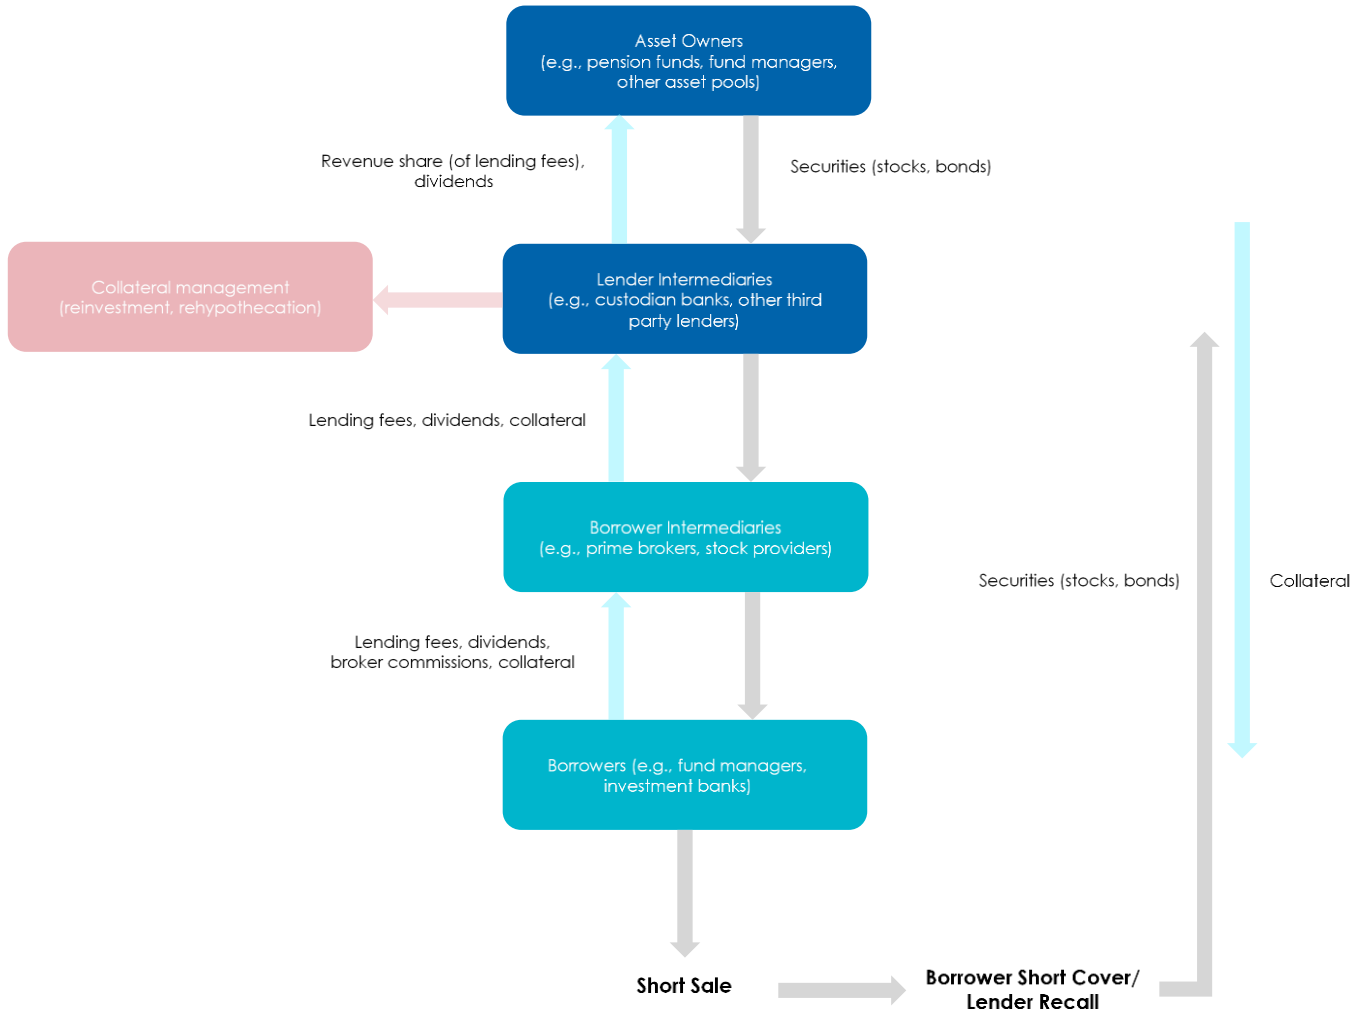 Asset Owners
(e.g., pension funds, fund managers,
other asset pools)
Revenue share (of lending fees),
dividends
Securities (stocks, bonds)
Collateral management
(reinvestment, rehypothecation)
Lender Intermediaries
(e.g., custodian banks, other third
party lenders)
Lending fees, dividends, collateral
Borrower Intermediaries
(e.g., prime brokers, stock providers)
Securities (stocks, bonds)
Collateral
Lending fees, dividends,
broker commissions, collateral
Borrowers (e.g., fund managers,
investment banks)
Short Sale
Borrower Short Cover/
Lender Recall